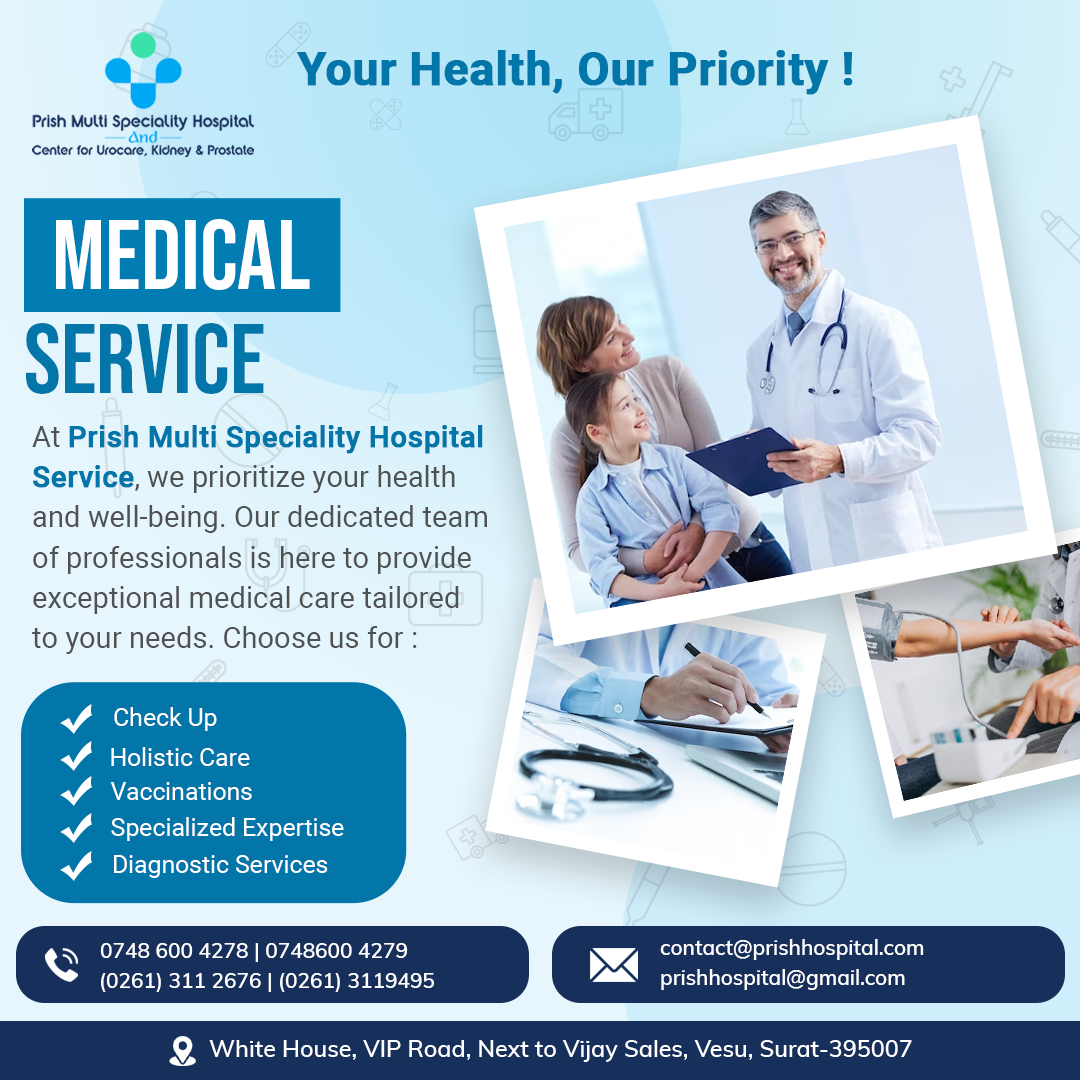 Prish Multi Speciality Hospital
And
Center for Urocare, Kidney & Prostate
Your Health, Our Priority !
MEDICAL
SERVICE
At Prish Multi Speciality Hospital
Service, we prioritize your health
and well-being. Our dedicated team
of professionals is here to provide
exceptional medical care tailored
to your needs. Choose us for :
Check Up
Holistic Care
Vaccinations
Specialized Expertise
Diagnostic Services
0748 600 4278 | 0748600 4279
(0261) 311 2676 | (0261) 3119495
contact@prishhospital.com
prishhospital@gmail.com
White House, VIP Road, Next to Vijay Sales, Vesu, Surat-395007